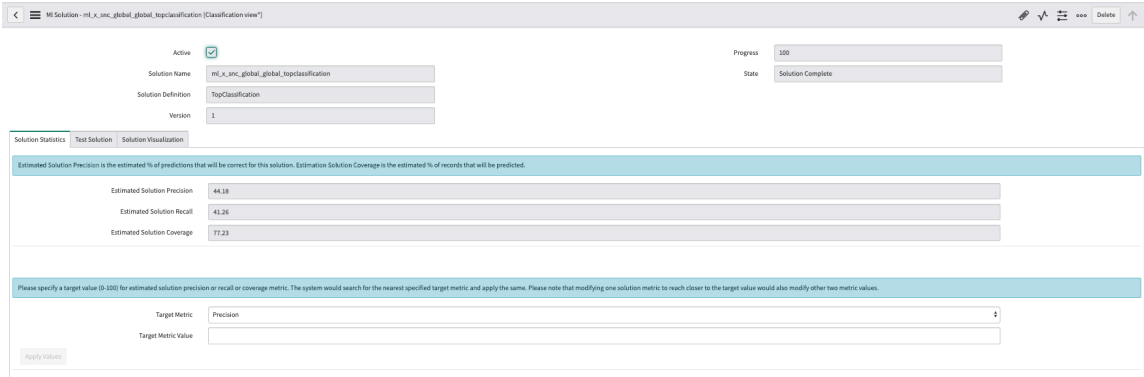 Ml Solution - ml_x_snc_global_global_topclassification [Classification view*]
Delete
Active
Progress 100
Solution Name ml_x_snc_global_global_topclassification
State Solution Complete
Solution Definition TopClassification
Version 1
Solution Statistics Test Solution Solution Visualization
Estimated Solution Precision is the estimated % of predictions that will be correct for this solution. Estimation Solution Coverage is the estimated % of records that will be predicted.
Estimated Solution Precision 44.18
Estimated Solution Recall 41.26
Estimated Solution Coverage 77.23
Please specify a target value (0-100) for estimated solution precision or recall or coverage metric. The system would search for the nearest specified target metric and apply the same. Please note that modifying one solution metric to reach closer to the target value would also modify other two metric values.
Target Metric Precision
Target Metric Value
Apply Values